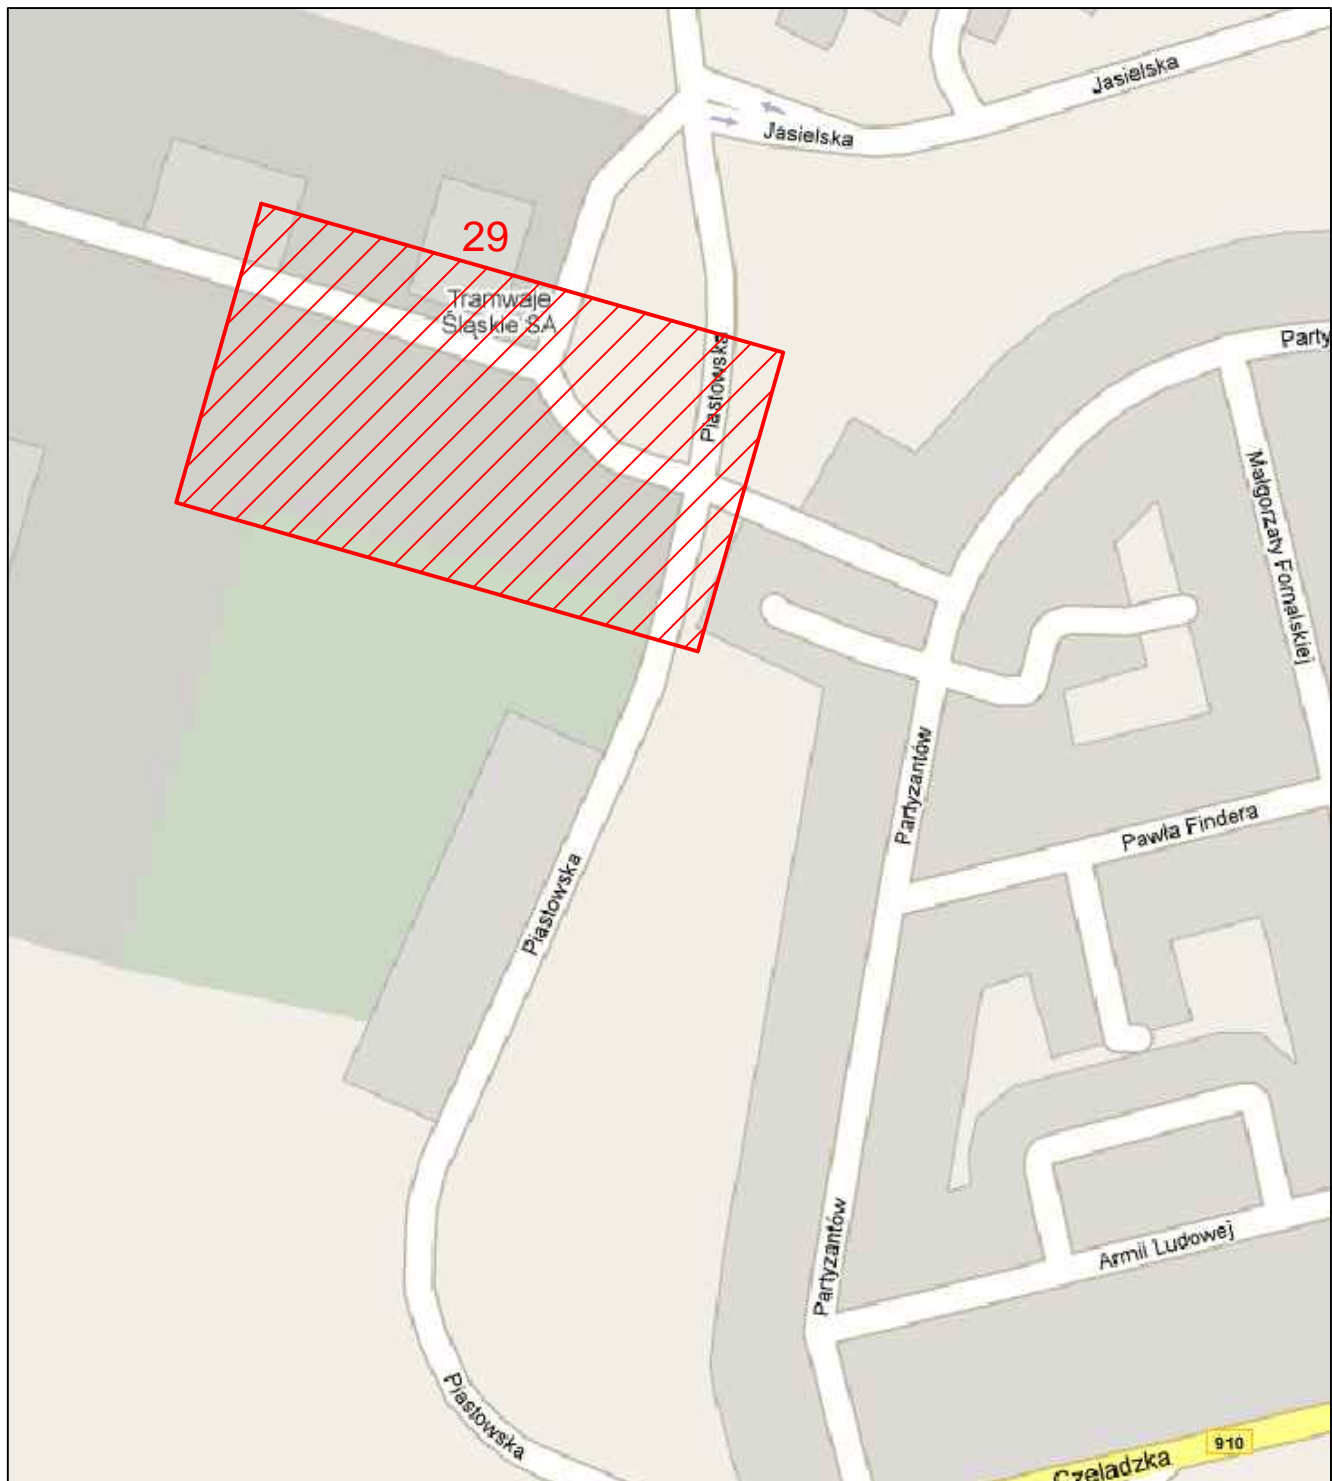 Jasielska
Jasielska
29
Tramwaje
Śląskie SA
Piastowska
Party
Małgorzaty Fornalskiej
Partyzantów
Pawła Findera
Piastowska
Partyzantów
Armii Ludowej
Piastowska
910
Czeladzka